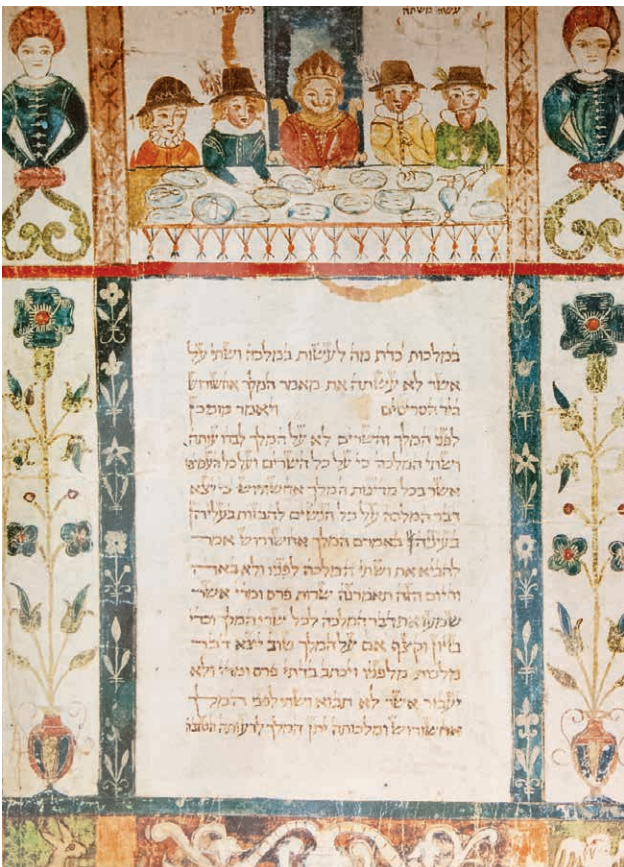 עשה משתה לכל שריו
במלכות כדת מה לעשות במלכה ושתי על
אשר לא עשתה את מאמר המלך אחשורוש
ביד הסריסים ויאמר מומכן
לפני המלך והשרים לא על המלך לבדו עותה
ושתי המלכה כי על כל השרים ועל כל העמים
אשר בכל מדינות המלך אחשורוש כי יצא
דבר המלכה על כל הנשים להבזות בעליהן
בעיניהן באמרם המלך אחשורוש אמר
להביא את ושתי המלכה לפניו ולא באה
והיום הזה תאמרנה שרות פרס ומדי אשר
שמעו את דבר המלכה לכל שרי המלך וכדי
בזיון וקצף אם על המלך טוב יצא דבר
מלכות מלפניו ויכתב בדתי פרס ומדי ולא
יעבור אשר לא תבוא ושתי לפני המלך
אחשורוש ומלכותה יתן המלך לרעותה הטובה